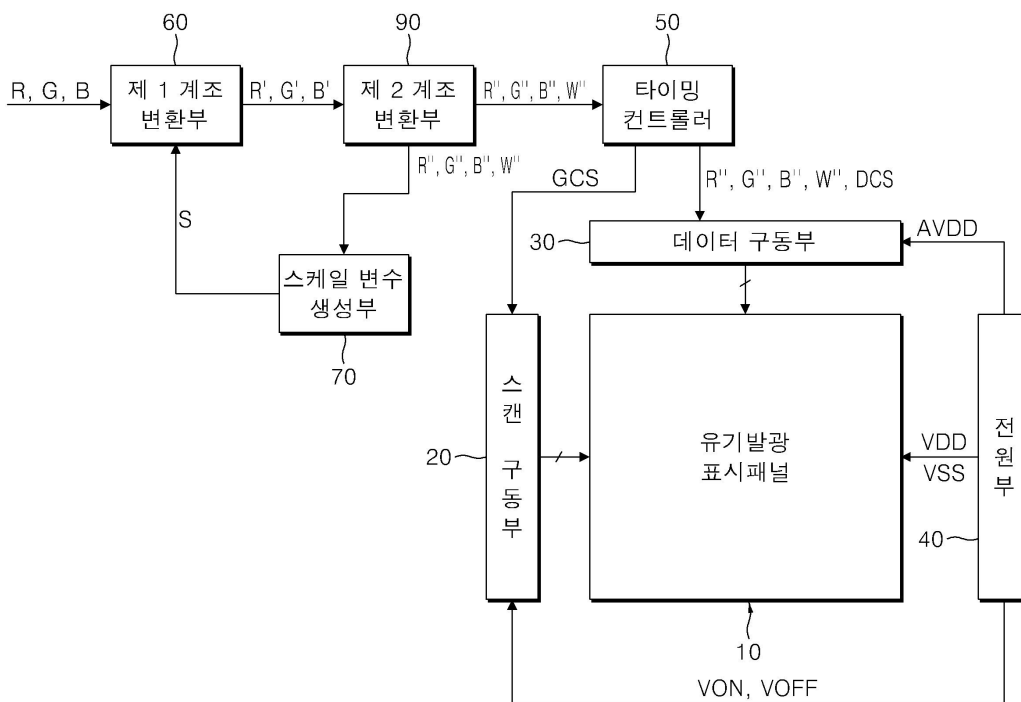 60
90
50
R, G, B
제 1 계조
변환부
R', G', B'
제 2 계조
변환부
R", G", B", W"
타이밍
컨트롤러
R", G", B", W"
GCS
R", G", B", W", DCS
S
30
데이터 구동부
AVDD
스케일 변수
생성부
70
스캔 구동부
20
유기발광
표시패널
VDD
VSS
전원부
40
10
VON, VOFF